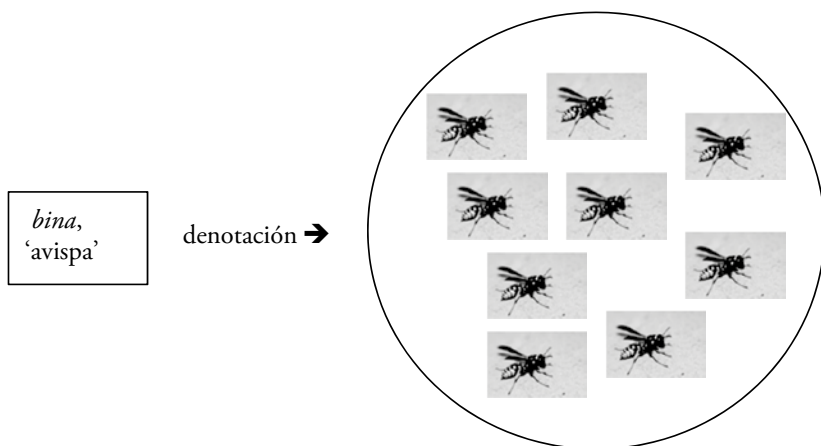 bina,
‘avispa’
denotación ➔